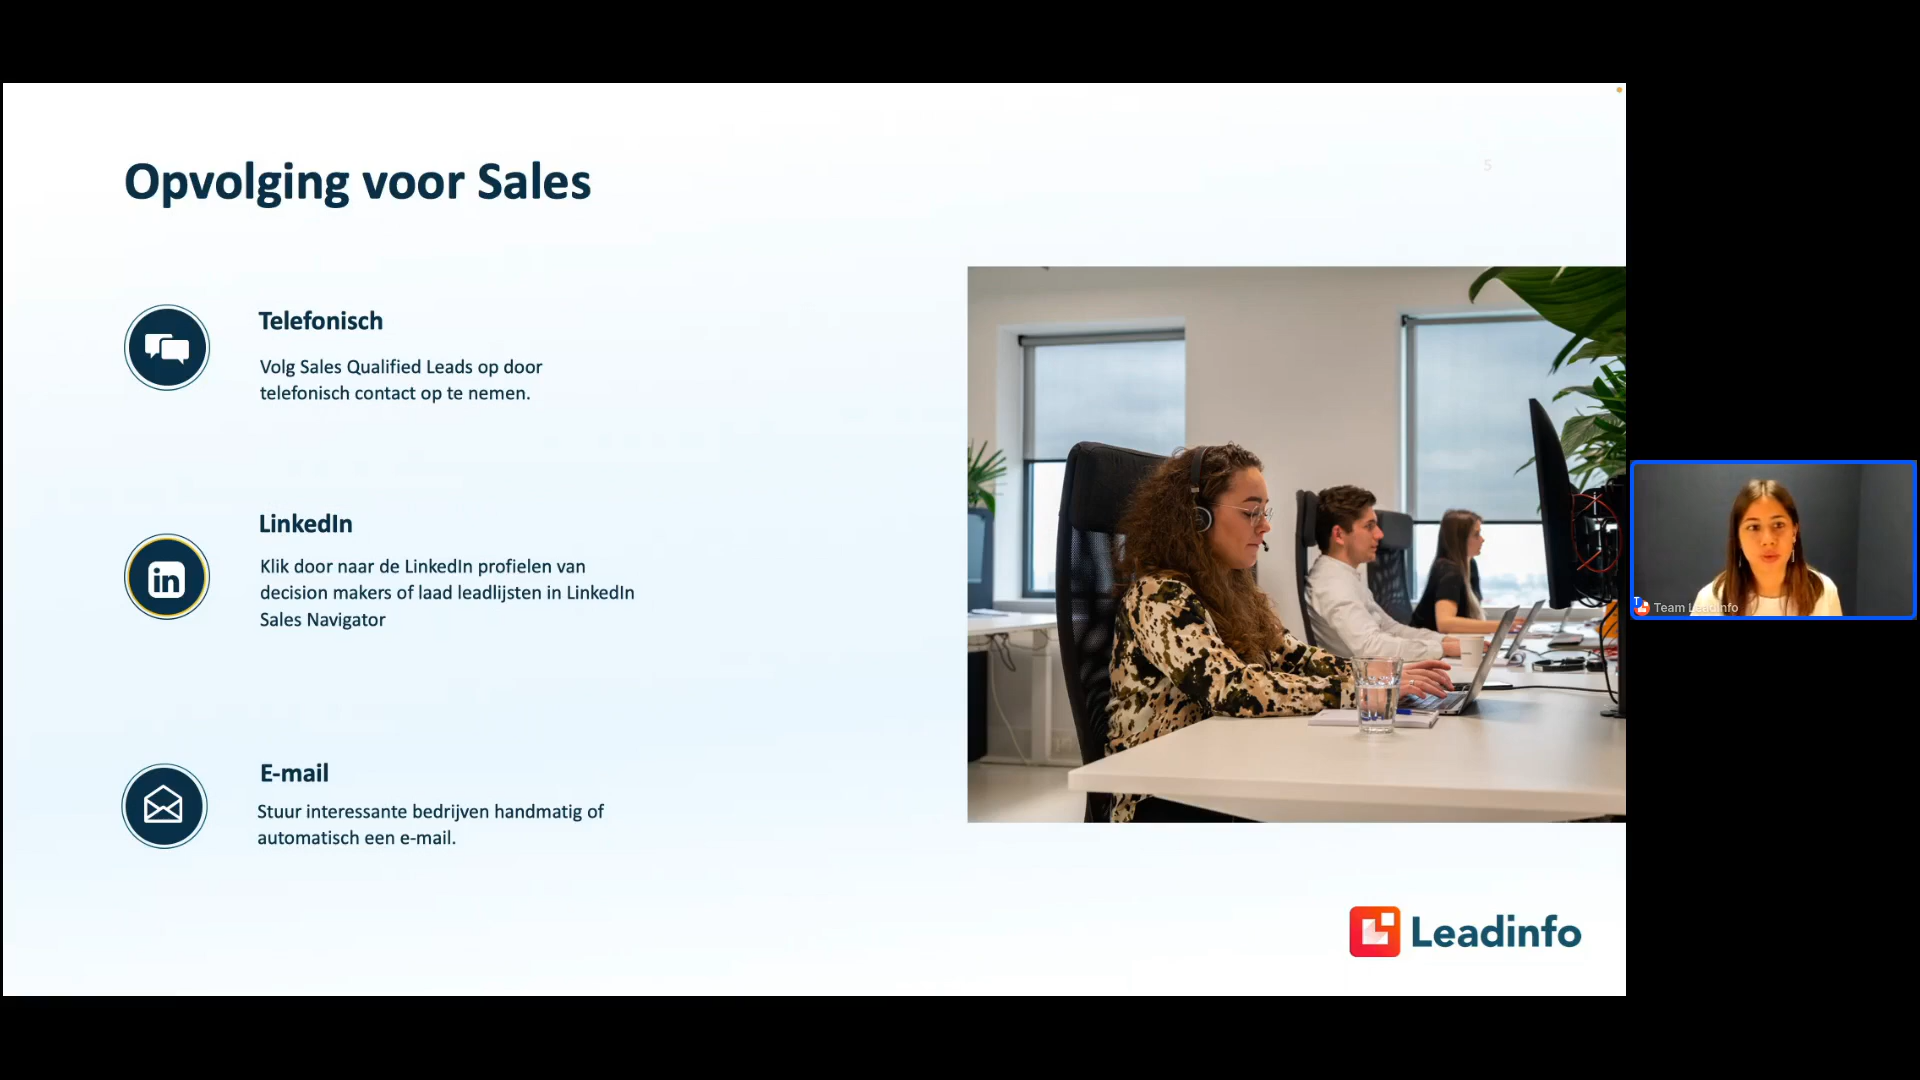 5
Opvolging voor Sales
Telefonisch
Volg Sales Qualified Leads op door
telefonisch contact op te nemen.
LinkedIn
in
Klik door naar de LinkedIn profielen van
decision makers of laad leadlijsten in LinkedIn
Sales Navigator
E-mail
Stuur interessante bedrijven handmatig of
automatisch een e-mail.
Leadinfo
T
Team Leadinfo